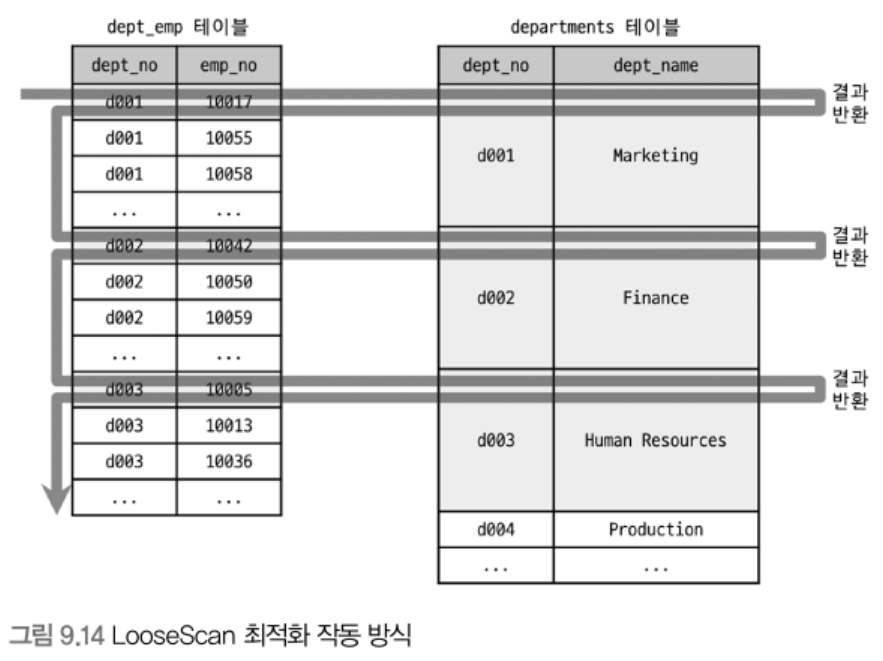 dept_emp 테이블
dept_no emp_no
d001 10017
d001 10055
d001 10058
... ...
d002 10042
d002 10050
d002 10059
... ...
d003 10005
d003 10013
d003 10036
... ...
departments 테이블
dept_no dept_name
d001 Marketing
d002 Finance
d003 Human Resources
d004 Production
... ...
결과
반환
결과
반환
결과
반환
그림 9.14 LooseScan 최적화 작동 방식